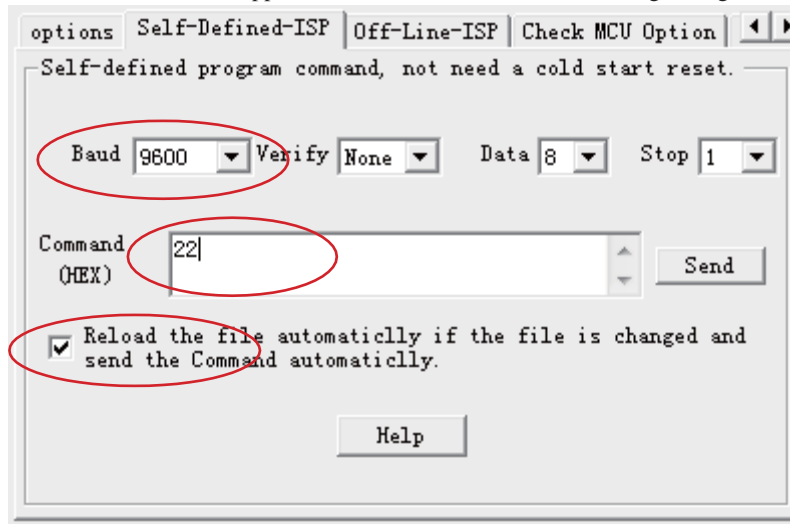 options Self-Defined-ISP Off-Line-ISP Check MCU Option
Self-defined program command, not need a cold start reset.
Baud 9600 Verify None Data 8 Stop 1
Command 22 Send
(HEX)
Reload the file automaticlly if the file is changed and
send the Command automaticlly.
Help